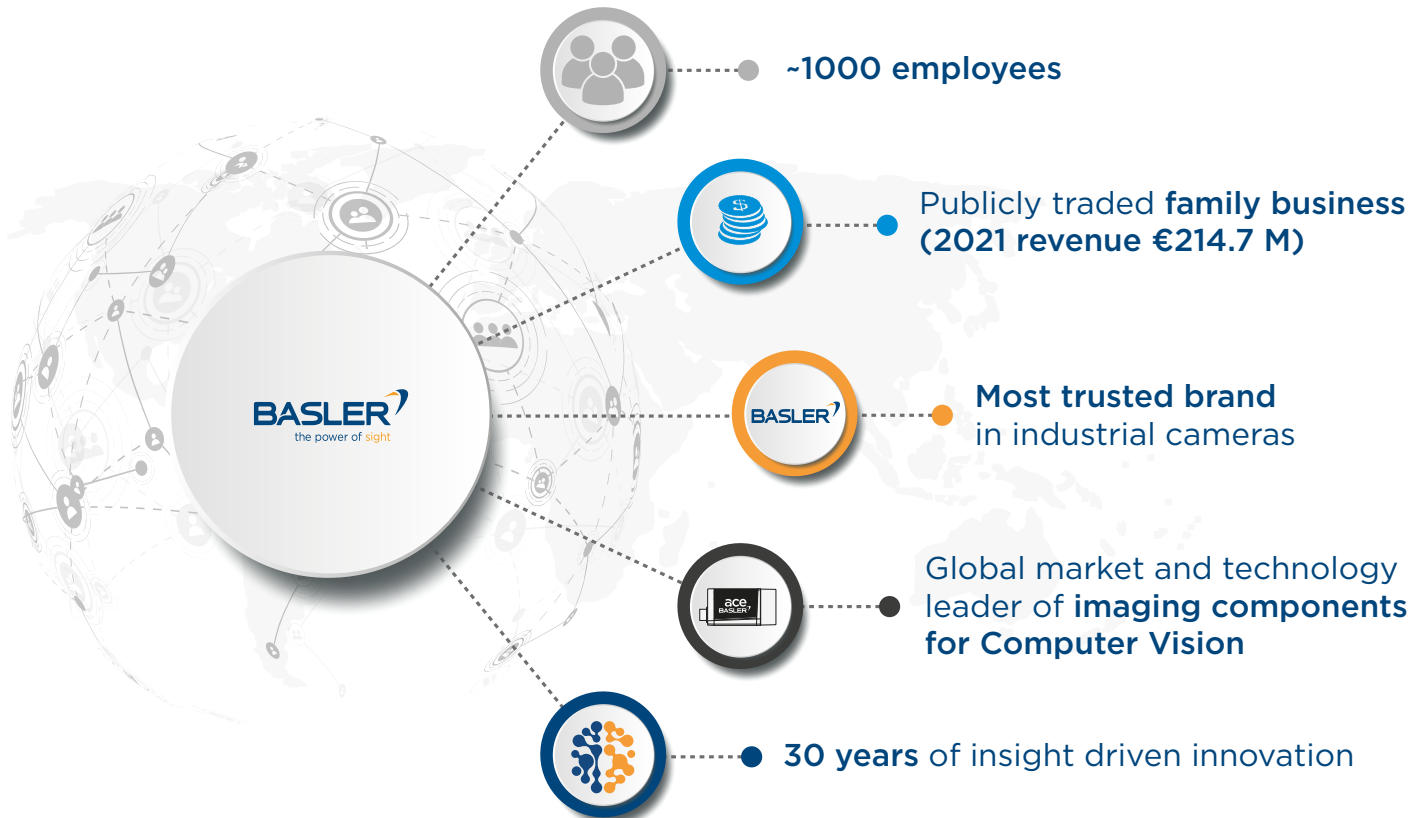 ~1000 employees
$
Publicly traded family business
(2021 revenue €214.7 M)
BASLER
the power of sight
BASLER
Most trusted brand
in industrial cameras
ace
BASLER
Global market and technology
leader of imaging components
for Computer Vision
30 years of insight driven innovation